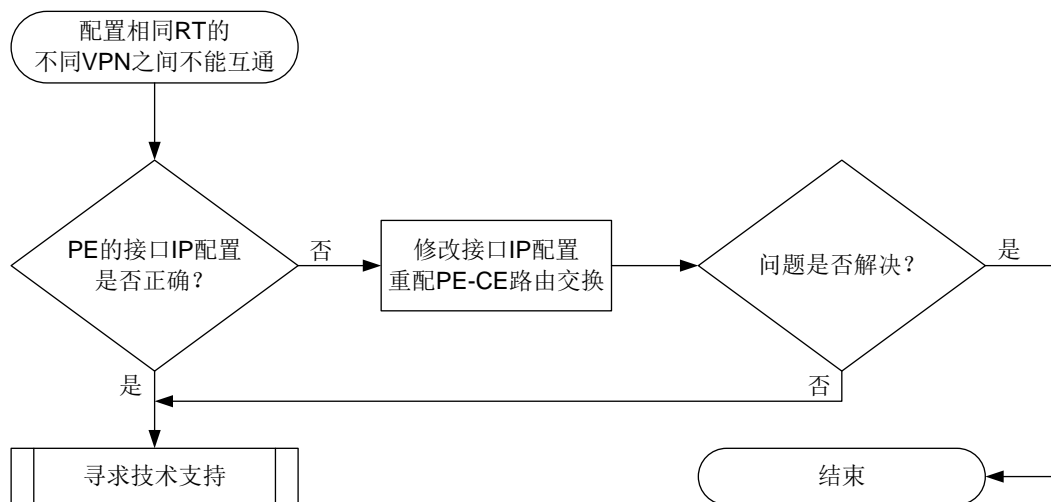 配置相同RT的
不同VPN之间不能互通
PE的接口IP配置
是否正确？
否
修改接口IP配置
重配PE-CE路由交换
问题是否解决？
是
是
否
寻求技术支持
结束